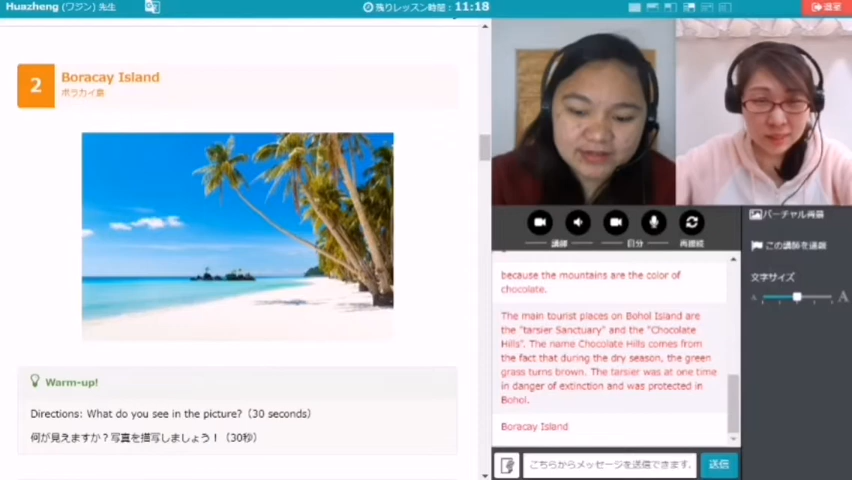 Huazheng (ワジン) 先生
残りレッスン時間：11:18
退室
2
Boracay Island
ボラカイ島
Warm-up!
Directions: What do you see in the picture? (30 seconds)
何が見えますか？写真を描写しましょう！（30秒）
講師
自分
再接続
because the mountains are the color of
chocolate.
The main tourist places on Bohol Island are
the "tarsier Sanctuary" and the "Chocolate
Hills". The name Chocolate Hills comes from
the fact that during the dry season, the green
grass turns brown. The tarsier was at one time
in danger of extinction and was protected in
Bohol.
Boracay Island
こちらからメッセージを送信できます。
送信
バーチャル背景
この講師を通報
文字サイズ
A
A